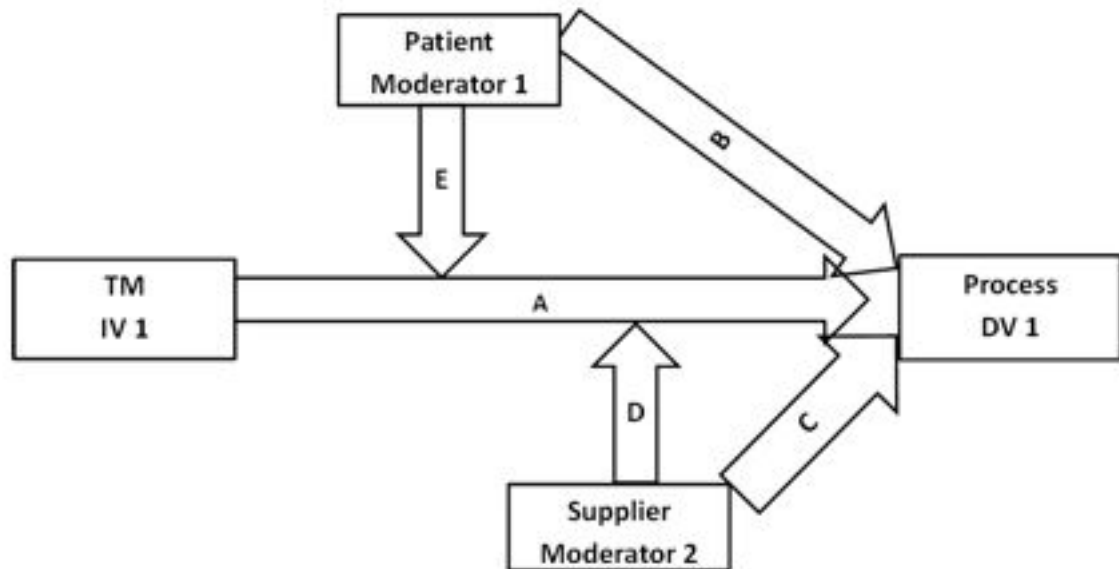 Patient
Moderator 1
B
E
TM
IV 1
A
Process
DV 1
D
C
Supplier
Moderator 2